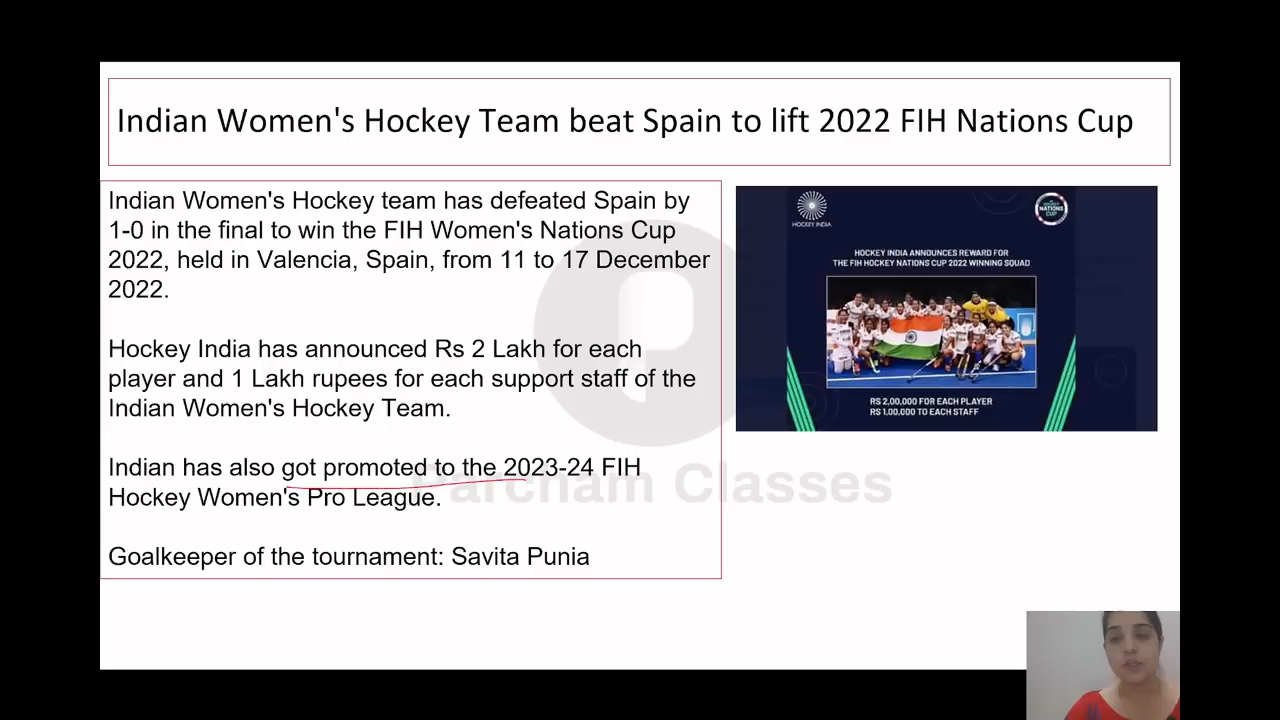 Indian Women's Hockey Team beat Spain to lift 2022 FIH Nations Cup
Indian Women's Hockey team has defeated Spain by
1-0 in the final to win the FIH Women's Nations Cup
2022, held in Valencia, Spain, from 11 to 17 December
2022.
Hockey India has announced Rs 2 Lakh for each
player and 1 Lakh rupees for each support staff of the
Indian Women's Hockey Team.
Indian has also got promoted to the 2023-24 FIH
Hockey Women's Pro League.
Goalkeeper of the tournament: Savita Punia
HOCKEY INDIA
NATIONS
CUP
HOCKEY INDIA ANNOUNCES REWARD FOR
THE FIH HOCKEY NATIONS CUP 2022 WINNING SQUAD
RS 2,00,000 FOR EACH PLAYER
RS 1,00,000 TO EACH STAFF
Parcham Classes